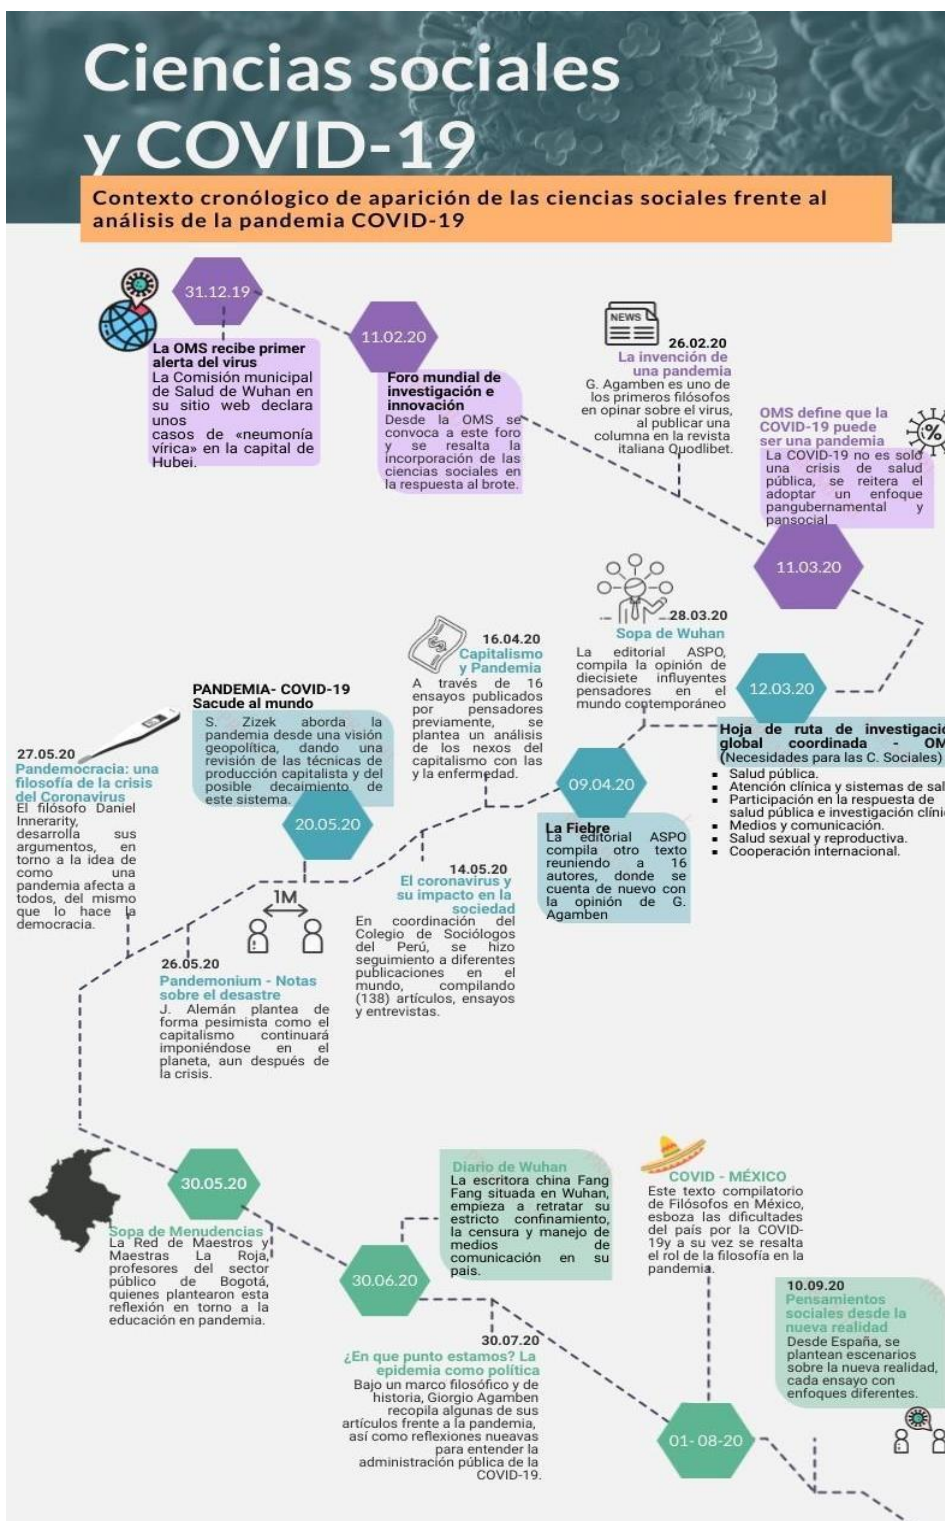 Ciencias sociales
y COVID-19
Contexto cronólogico de aparición de las ciencias sociales frente al
análisis de la pandemia COVID-19
31.12.19
La OMS recibe primer
alerta del virus
La Comisión municipal
de Salud de Wuhan en
su sitio web declara
unos
casos de «neumonía
vírica» en la capital de
Hubei.
11.02.20
Foro mundial de
investigación e
innovación
Desde la OMS se
convoca a este foro
y se resalta la
incorporación de las
ciencias sociales en
la respuesta al brote.
NEWS
26.02.20
La invención de
una pandemia
G. Agamben es uno de
los primeros filósofos
en opinar sobre el virus,
al publicar una
columna en la revista
italiana Quodlibet.
OMS define que la
COVID-19 puede
ser una pandemia
La COVID-19 no es solo
una crisis de salud
pública, se reitera el
adoptar un enfoque
pangubernamental y
pansocial
%
11.03.20
12.03.20
Hoja de ruta de investigació
global coordinada - OM
(Necesidades para las C. Sociales)
▪ Salud pública.
▪ Atención clínica y sistemas de sal
▪ Participación en la respuesta de
salud pública e investigación clíni
▪ Medios y comunicación.
▪ Salud sexual y reproductiva.
▪ Cooperación internacional.
28.03.20
Sopa de Wuhan
La editorial ASPO,
compila la opinión de
diecisiete influyentes
pensadores en el
mundo contemporáneo
09.04.20
La Fiebre
La editorial ASPO
compila otro texto
reuniendo a 16
autores, donde se
cuenta de nuevo con
la opinión de G.
Agamben
16.04.20
Capitalismo
y Pandemia
A través de 16
ensayos publicados
por pensadores
previamente, se
plantea un análisis
de los nexos del
capitalismo con las
y la enfermedad.
14.05.20
El coronavirus y
su impacto en la
sociedad
En coordinación del
Colegio de Sociólogos
del Perú, se hizo
seguimiento a diferentes
publicaciones en el
mundo, compilando
(138) artículos, ensayos
y entrevistas.
PANDEMIA- COVID-19
Sacude al mundo
S. Zizek aborda la
pandemia desde una visión
geopolítica, dando una
revisión de las técnicas de
producción capitalista y del
posible decaimiento de
este sistema.
20.05.20
1M
26.05.20
Pandemonium - Notas
sobre el desastre
J. Alemán plantea de
forma pesimista como el
capitalismo continuará
imponiéndose en el
planeta, aun después de
la crisis.
27.05.20
Pandemocracia: una
filosofía de la crisis
del Coronavirus
El filósofo Daniel
Innerarity,
desarrolla sus
argumentos, en
torno a la idea de
como una
pandemia afecta a
todos, del mismo
que lo hace la
democracia.
30.05.20
Sopa de Menudencias
La Red de Maestros y
Maestras La Roja,
profesores del sector
público de Bogotá,
quienes plantearon esta
reflexión en torno a la
educación en pandemia.
30.06.20
Diario de Wuhan
La escritora china Fang
Fang situada en Wuhan,
empieza a retratar su
estricto confinamiento,
la censura y manejo de
medios de
comunicación en su
país.
30.07.20
¿En que punto estamos? La
epidemia como política
Bajo un marco filosófico y de
historia, Giorgio Agamben
recopila algunas de sus
artículos frente a la pandemia,
así como reflexiones nueavas
para entender la
administración pública de la
COVID-19.
COVID - MÉXICO
Este texto compilatorio
de Filósofos en México,
esboza las dificultades
del país por la COVID-
19y a su vez se resalta
el rol de la filosofía en la
pandemia.
01- 08-20
10.09.20
Pensamientos
sociales desde la
nueva realidad
Desde España, se
plantean escenarios
sobre la nueva realidad,
cada ensayo con
enfoques diferentes.